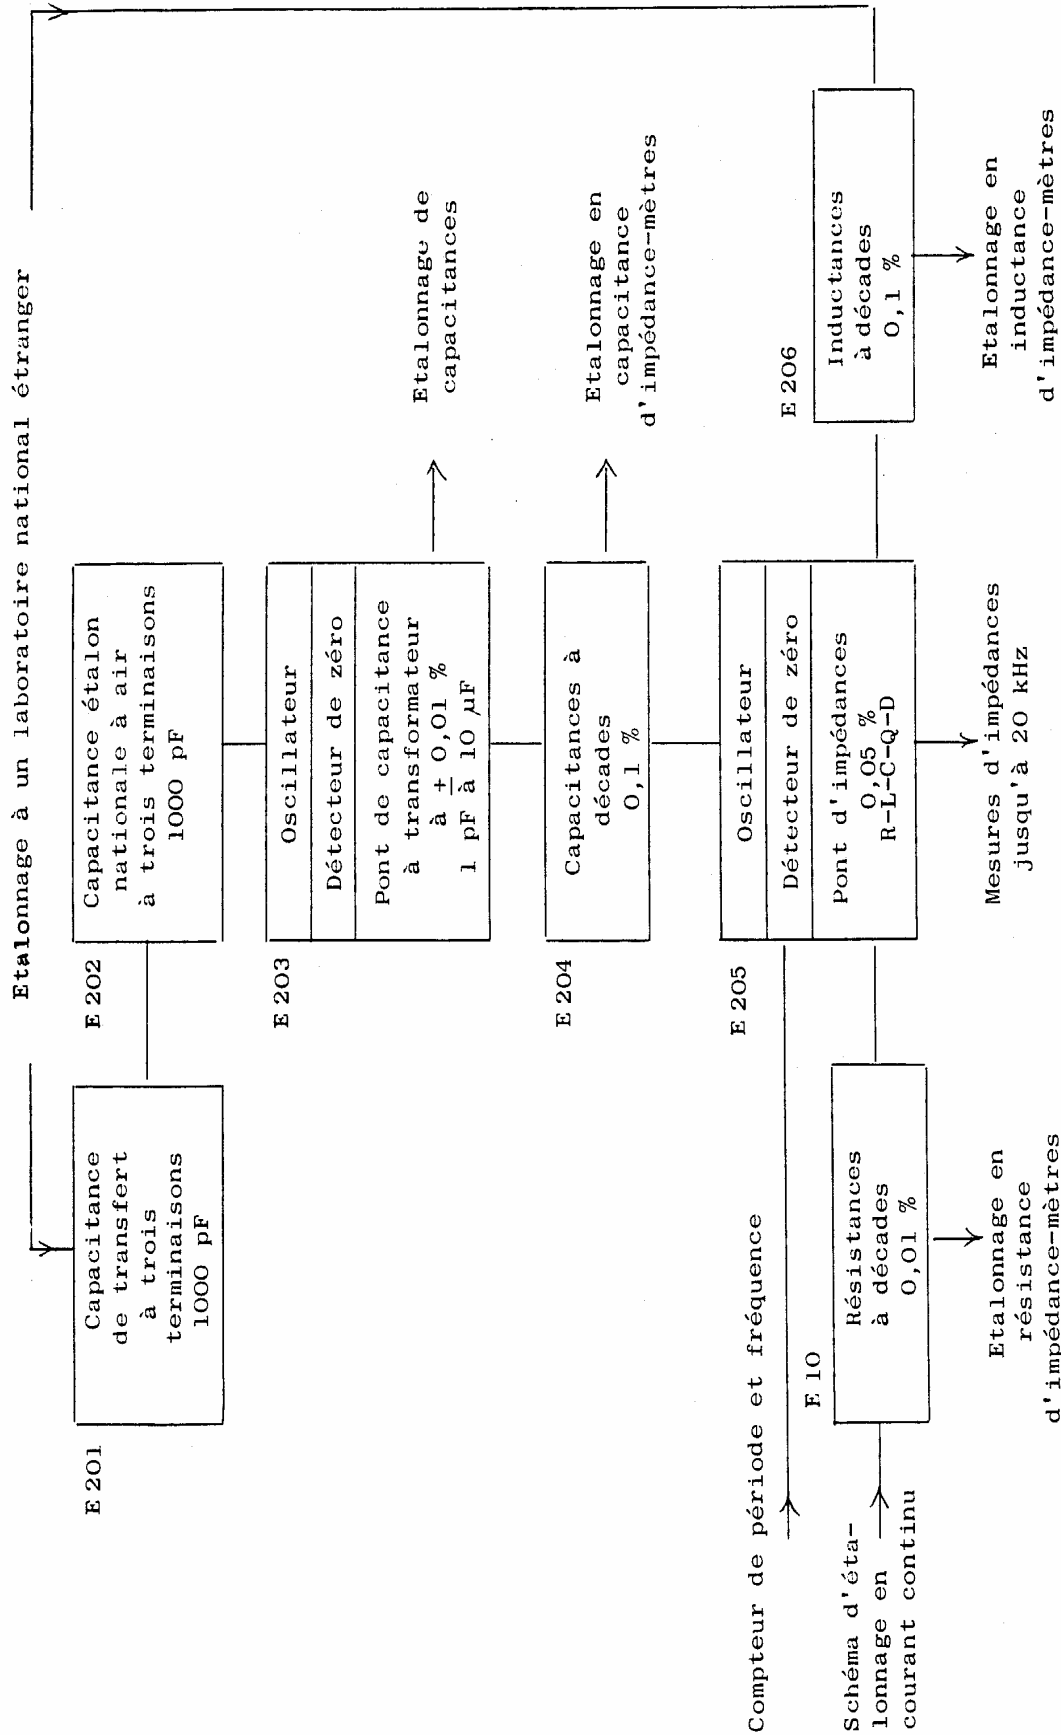 Etalonnage à un laboratoire national étranger
E 201
Capacitance
de transfert
à trois
terminaisons
1000 pF
E 202
Capacitance étalon
nationale à air
à trois terminaisons
1000 pF
E 203
Oscillateur
Détecteur de zéro
Pont de capacitance
à transformateur
à ± 0,01 %
1 pF à 10 µF
Etalonnage de
capacitances
E 204
Capacitances à
décades
0,1 %
Etalonnage en
capacitance
d'impédance-mètres
Compteur de période et fréquence
E 205
Oscillateur
Détecteur de zéro
Pont d'impédances
0,05 %
R-L-C-Q-D
Mesures d'impédances
jusqu'à 20 kHz
E 206
Inductances
à décades
0,1 %
Etalonnage en
inductance
d'impédance-mètres
Schéma d'éta-
lonnage en
courant continu
E 10
Résistances
à décades
0,01 %
Etalonnage en
résistance
d'impédance-mètres